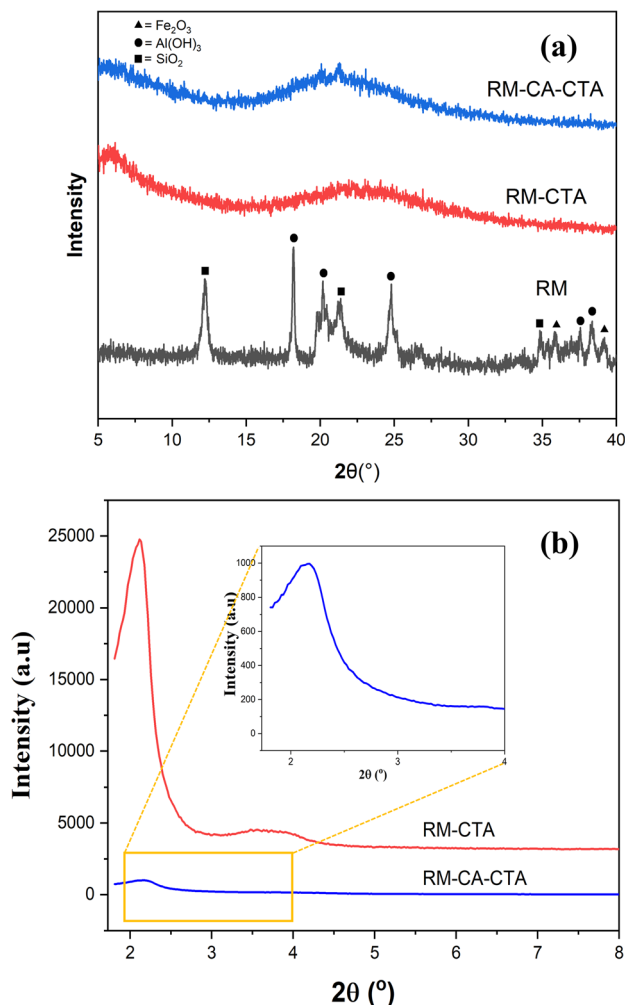 ▲ = Fe₂O₃
● = Al(OH)₃
■ = SiO₂
(a)
RM-CA-CTA
RM-CTA
RM
Intensity
5 10 15 20 25 30 35 40
2θ(°)
(b)
25000
20000
15000
10000
5000
0
Intensity (a.u)
1000
800
600
400
200
0
Intensity (a.u)
2 3 4
2θ (º)
RM-CTA
RM-CA-CTA
2 3 4 5 6 7 8
2θ (º)